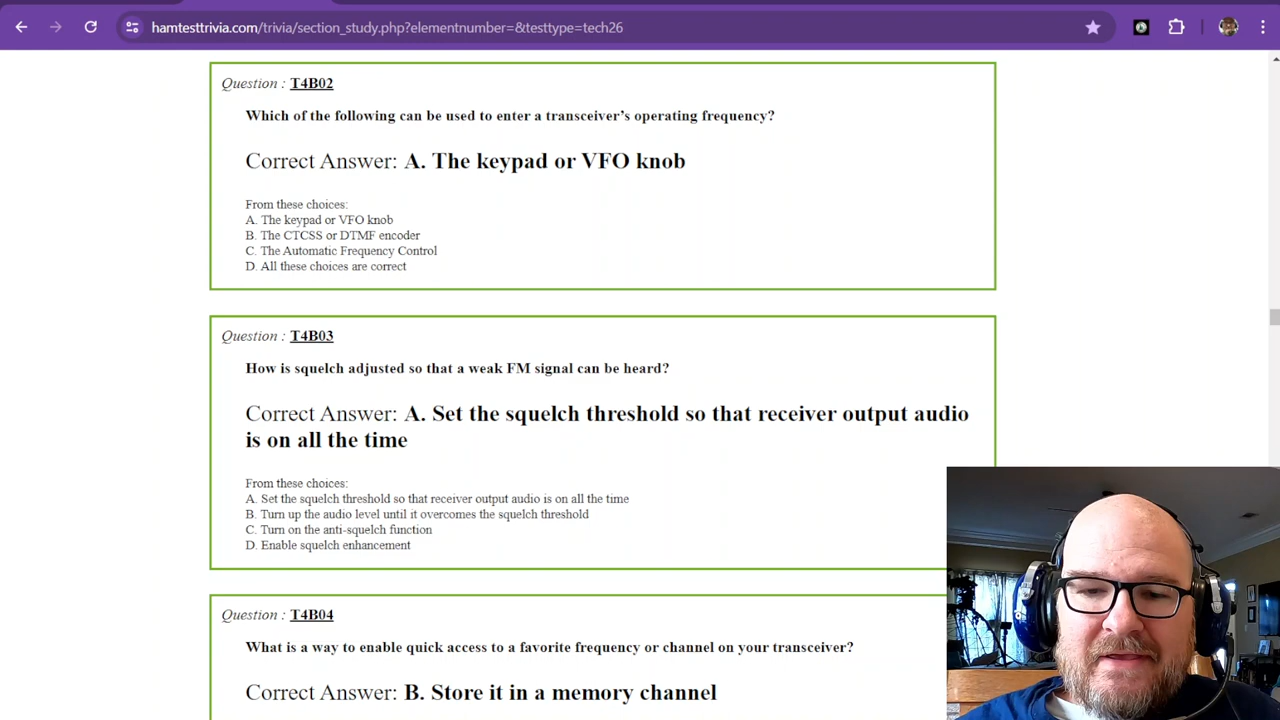 hamtesttrivia.com/trivia/section_study.php?elementnumber=&testtype=tech26
Question : T4B02
Which of the following can be used to enter a transceiver’s operating frequency?
Correct Answer: A. The keypad or VFO knob
From these choices:
A. The keypad or VFO knob
B. The CTCSS or DTMF encoder
C. The Automatic Frequency Control
D. All these choices are correct
Question : T4B03
How is squelch adjusted so that a weak FM signal can be heard?
Correct Answer: A. Set the squelch threshold so that receiver output audio
is on all the time
From these choices:
A. Set the squelch threshold so that receiver output audio is on all the time
B. Turn up the audio level until it overcomes the squelch threshold
C. Turn on the anti-squelch function
D. Enable squelch enhancement
Question : T4B04
What is a way to enable quick access to a favorite frequency or channel on your transceiver?
Correct Answer: B. Store it in a memory channel